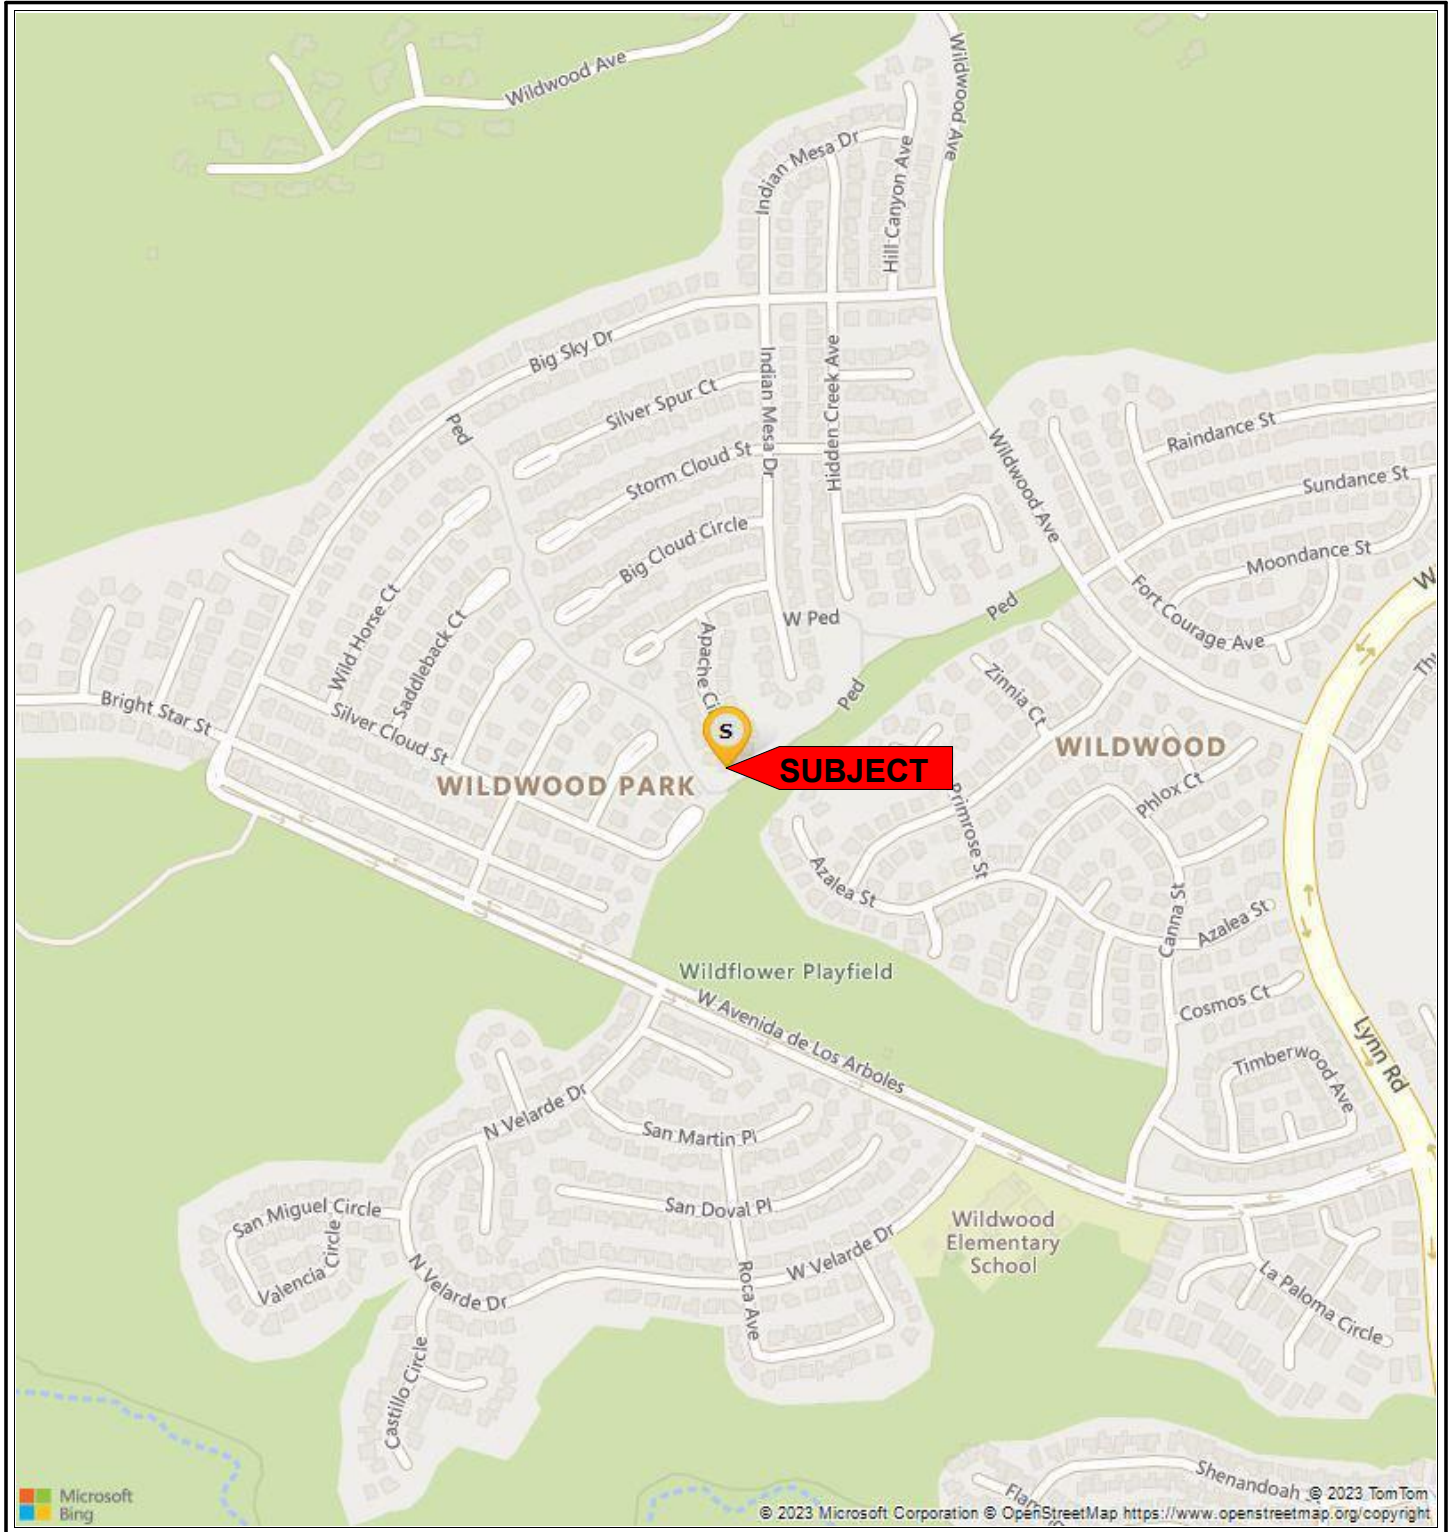 Wildwood Ave
Wildwood Ave
Indian Mesa Dr
Hill Canyon Ave
Big Sky Dr
Indian Mesa Dr
Hidden Creek Ave
Silver Spur Ct
Ped
Raindance St
Storm Cloud St
Wildwood Ave
Sundance St
Big Cloud Circle
Moondance St
Wild Horse Ct
Saddleback Ct
W Ped
Ped
Fort Courage Ave
Apache Ci
Ped
Zinnia Ct
Bright Star St
Silver Cloud St
S
SUBJECT
WILDWOOD
WILDWOOD PARK
Phlox Ct
Primrose St
Azalea St
Canna St
Azalea St
Wildflower Playfield
W Avenida de Los Arboles
Cosmos Ct
Lynn Rd
Timberwood Ave
N Velarde Dr
San Martin Pl
San Doval Pl
San Miguel Circle
Valencia Circle
Wildwood
Elementary
School
W Velarde Dr
N Velarde Dr
Roca Ave
La Paloma Circle
Castillo Circle
Shenandoah
Microsoft
Bing
© 2023 TomTom
© 2023 Microsoft Corporation © OpenStreetMap https://www.openstreetmap.org/copyright